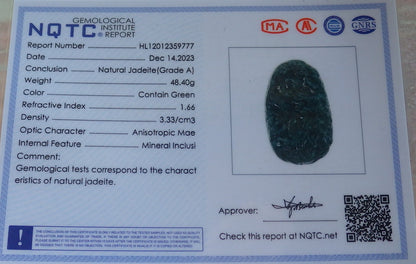 NQTC®
GEMOLOGICAL
INSTITUTE
REPORT
MA
GNRS
Report Number HL12012359777
Date Dec 14.2023
Conclusion Natural Jadeite(Grade A)
Weight 48.40g
Color Contain Green
Refractive Index 1.66
Density 3.33/cm3
Optic Character Anisotropic Mae
Internal Feature Mineral Inclusi
Comment:
Gemological tests correspond to the charact
eristics of natural jadeite.
Approver:
Check this report at NQTC.net